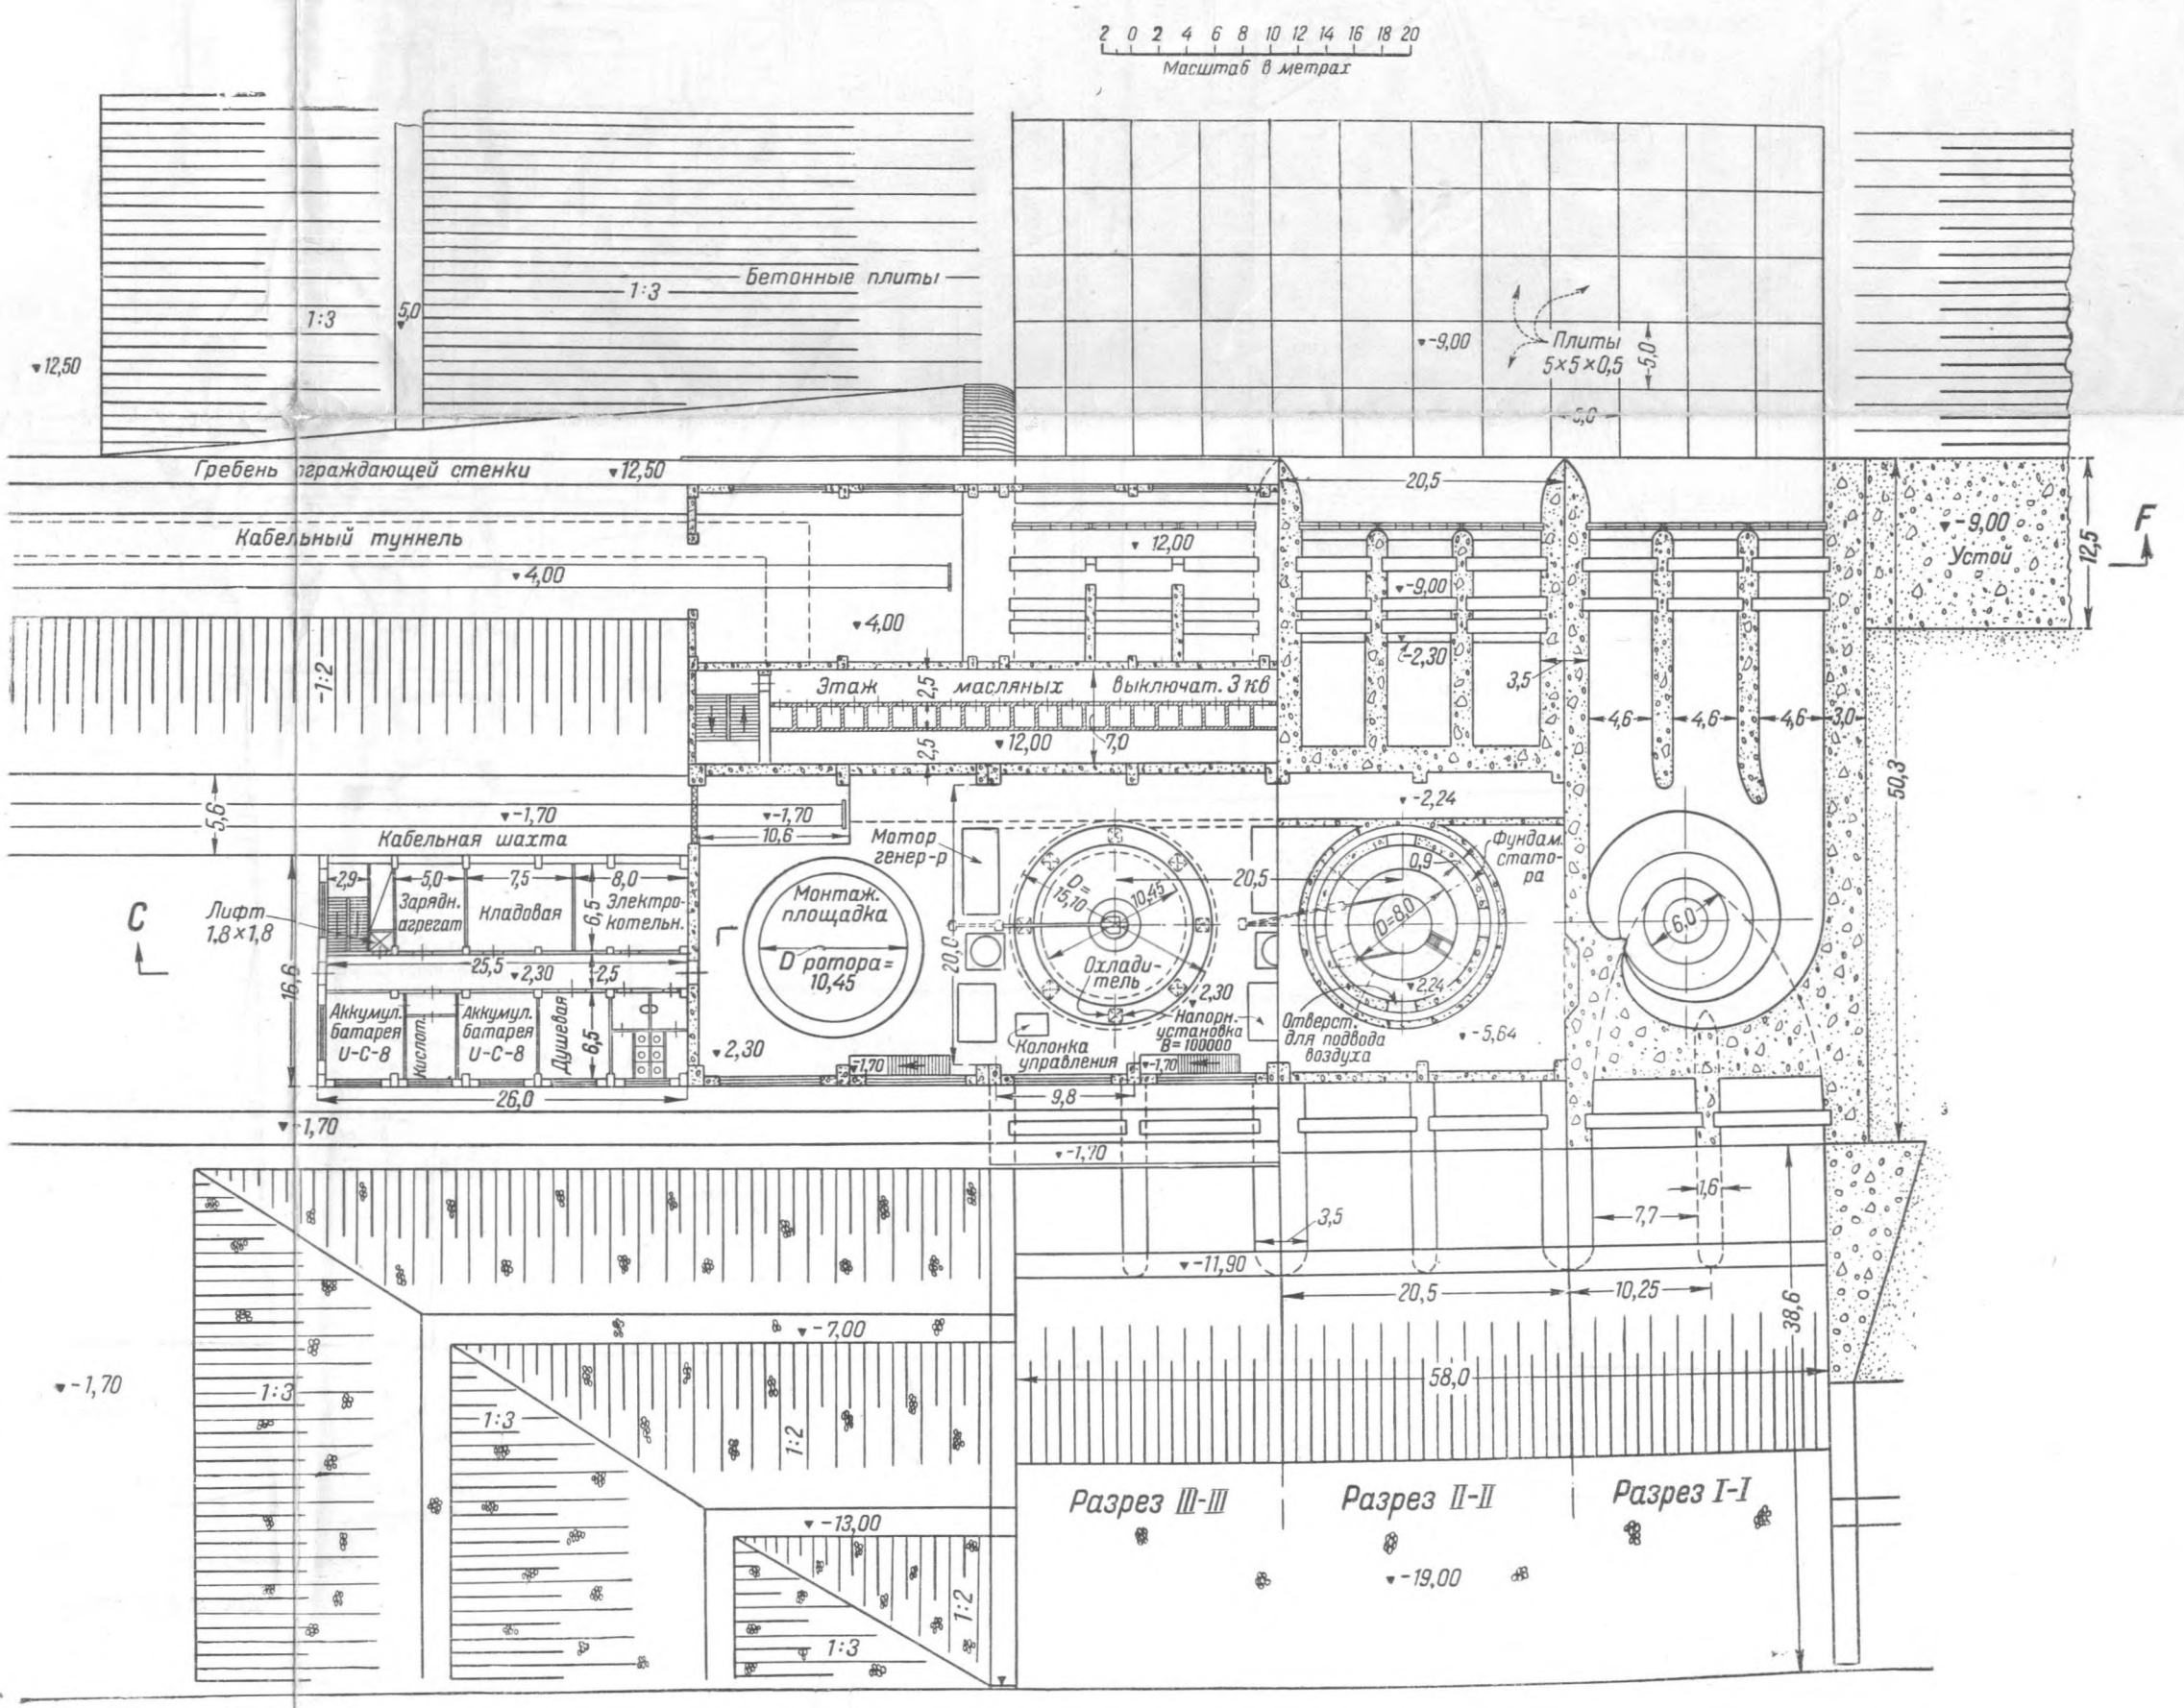 2 0 2 4 6 8 10 12 14 16 18 20
Масштаб в метрах
Бетонные плиты
1:3
1:3
5,0
12,50
-9,00
Плиты
5×5×0,5
5,0
5,0
Гребень ограждающей стенки
12,50
20,5
-9,00
Устой
12,5
F
Кабельный туннель
4,00
12,00
-9,00
4,00
-2,30
3,5
1:2
Этаж масляных выключат. 3 кв
2,5
2,5
12,00
7,0
4,6
4,6
4,6
3,0
50,3
5,6
-1,70
-1,70
10,6
-2,24
Кабельная шахта
Мотор
генер-р
Фундам.
стато-
ра
0,9
2,9
5,0
7,5
8,0
Зарядн.
агрегат
Кладовая
Электро-
котельн.
6,5
Лифт
1,8×1,8
C
Монтаж.
площадка
D ротора=
10,45
D=
15,10
10,45
20,5
D=8,0
6,0
20,0
25,5
2,30
2,5
16,6
Охлади-
тель
2,30
2,24
-5,64
Аккумул.
батарея
U-C-8
Кислот.
Аккумул.
батарея
U-C-8
Душевая
6,5
2,30
Колонка
управления
Напорн.
установка
B=100000
Отверст.
для подвода
воздуха
-1,70
-1,70
26,0
9,8
-1,70
-1,70
1,6
7,7
3,5
-11,90
20,5
10,25
38,6
-7,00
58,0
-1,70
1:3
1:3
1:2
Разрез III-III
Разрез II-II
Разрез I-I
-13,00
-19,00
1:2
1:3